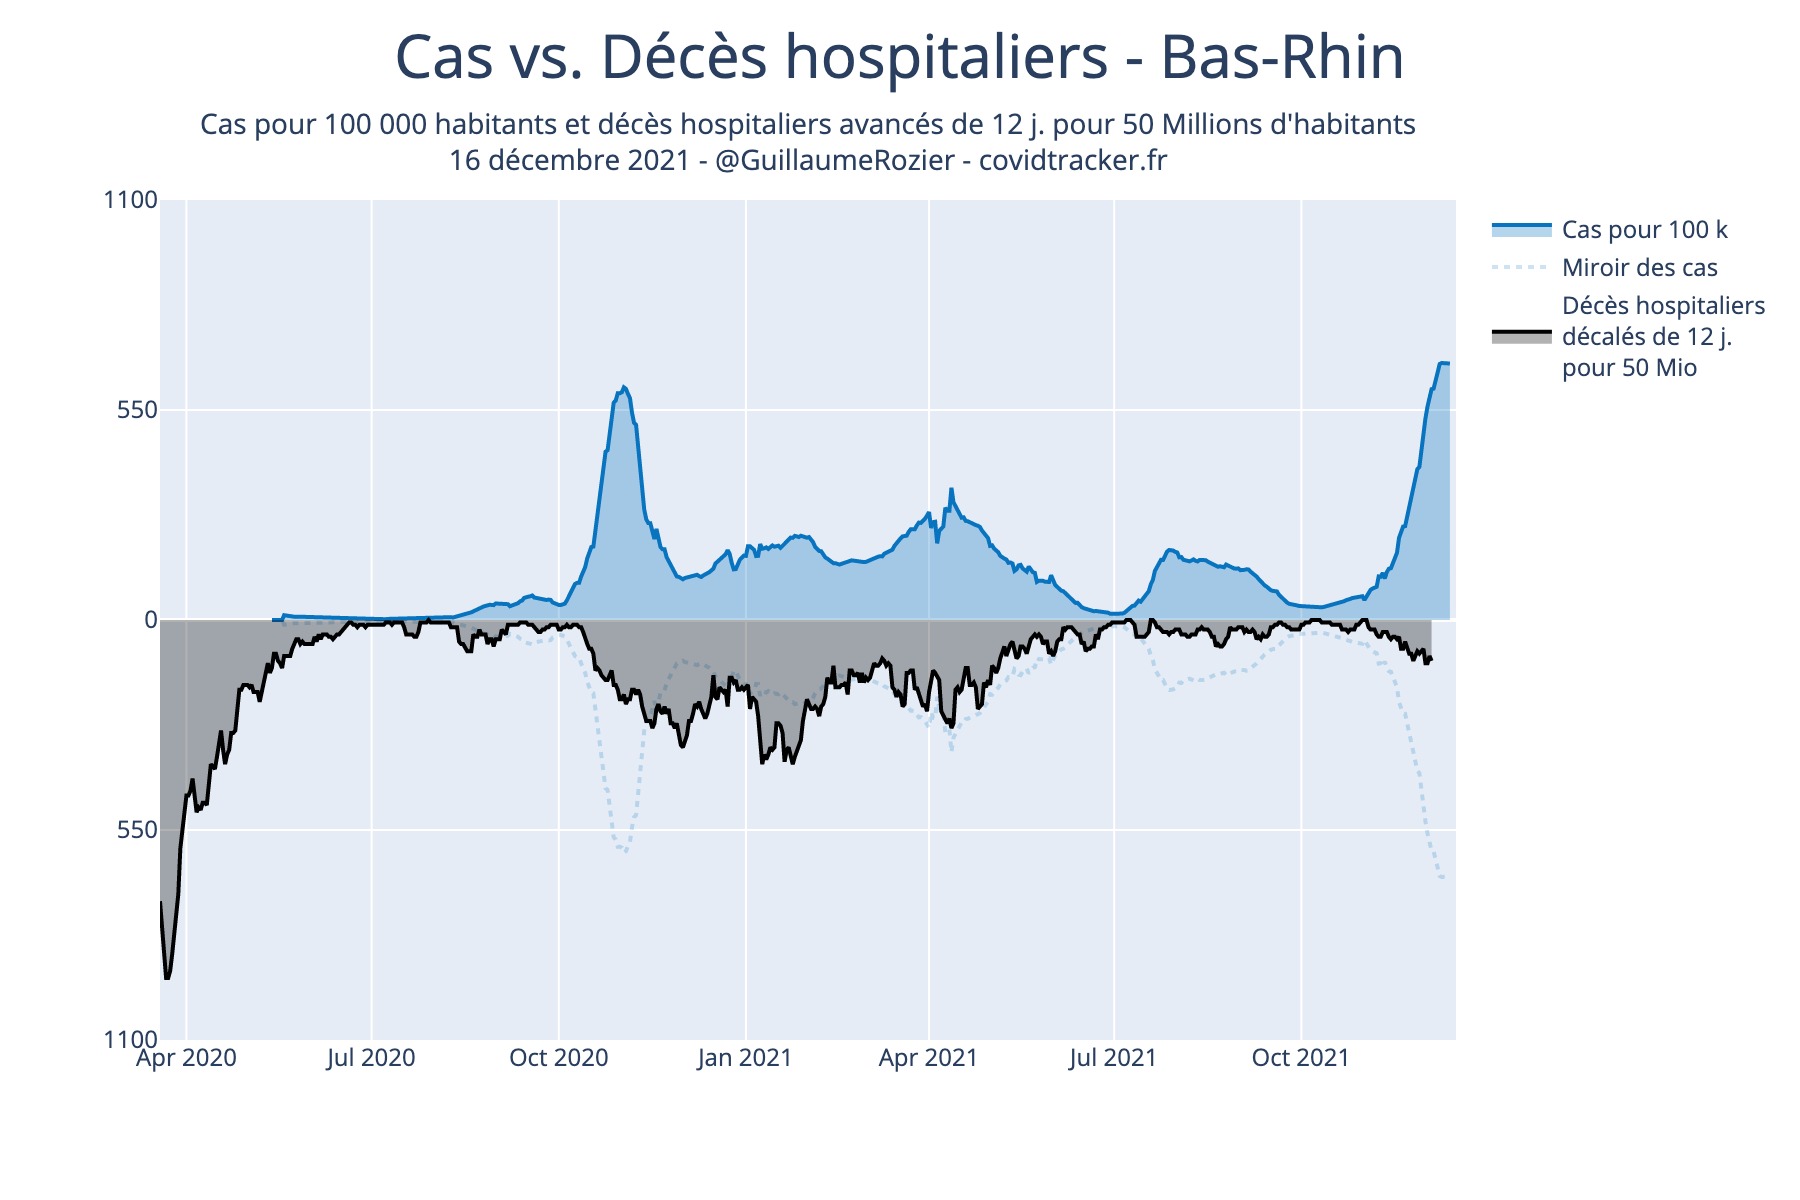 Cas vs. Décès hospitaliers - Bas-Rhin
Cas pour 100 000 habitants et décès hospitaliers avancés de 12 j. pour 50 Millions d'habitants
16 décembre 2021 - @GuillaumeRozier - covidtracker.fr
1100
550
0
550
1100
Apr 2020
Jul 2020
Oct 2020
Jan 2021
Apr 2021
Jul 2021
Oct 2021
Cas pour 100 k
Miroir des cas
Décès hospitaliers
décalés de 12 j.
pour 50 Mio